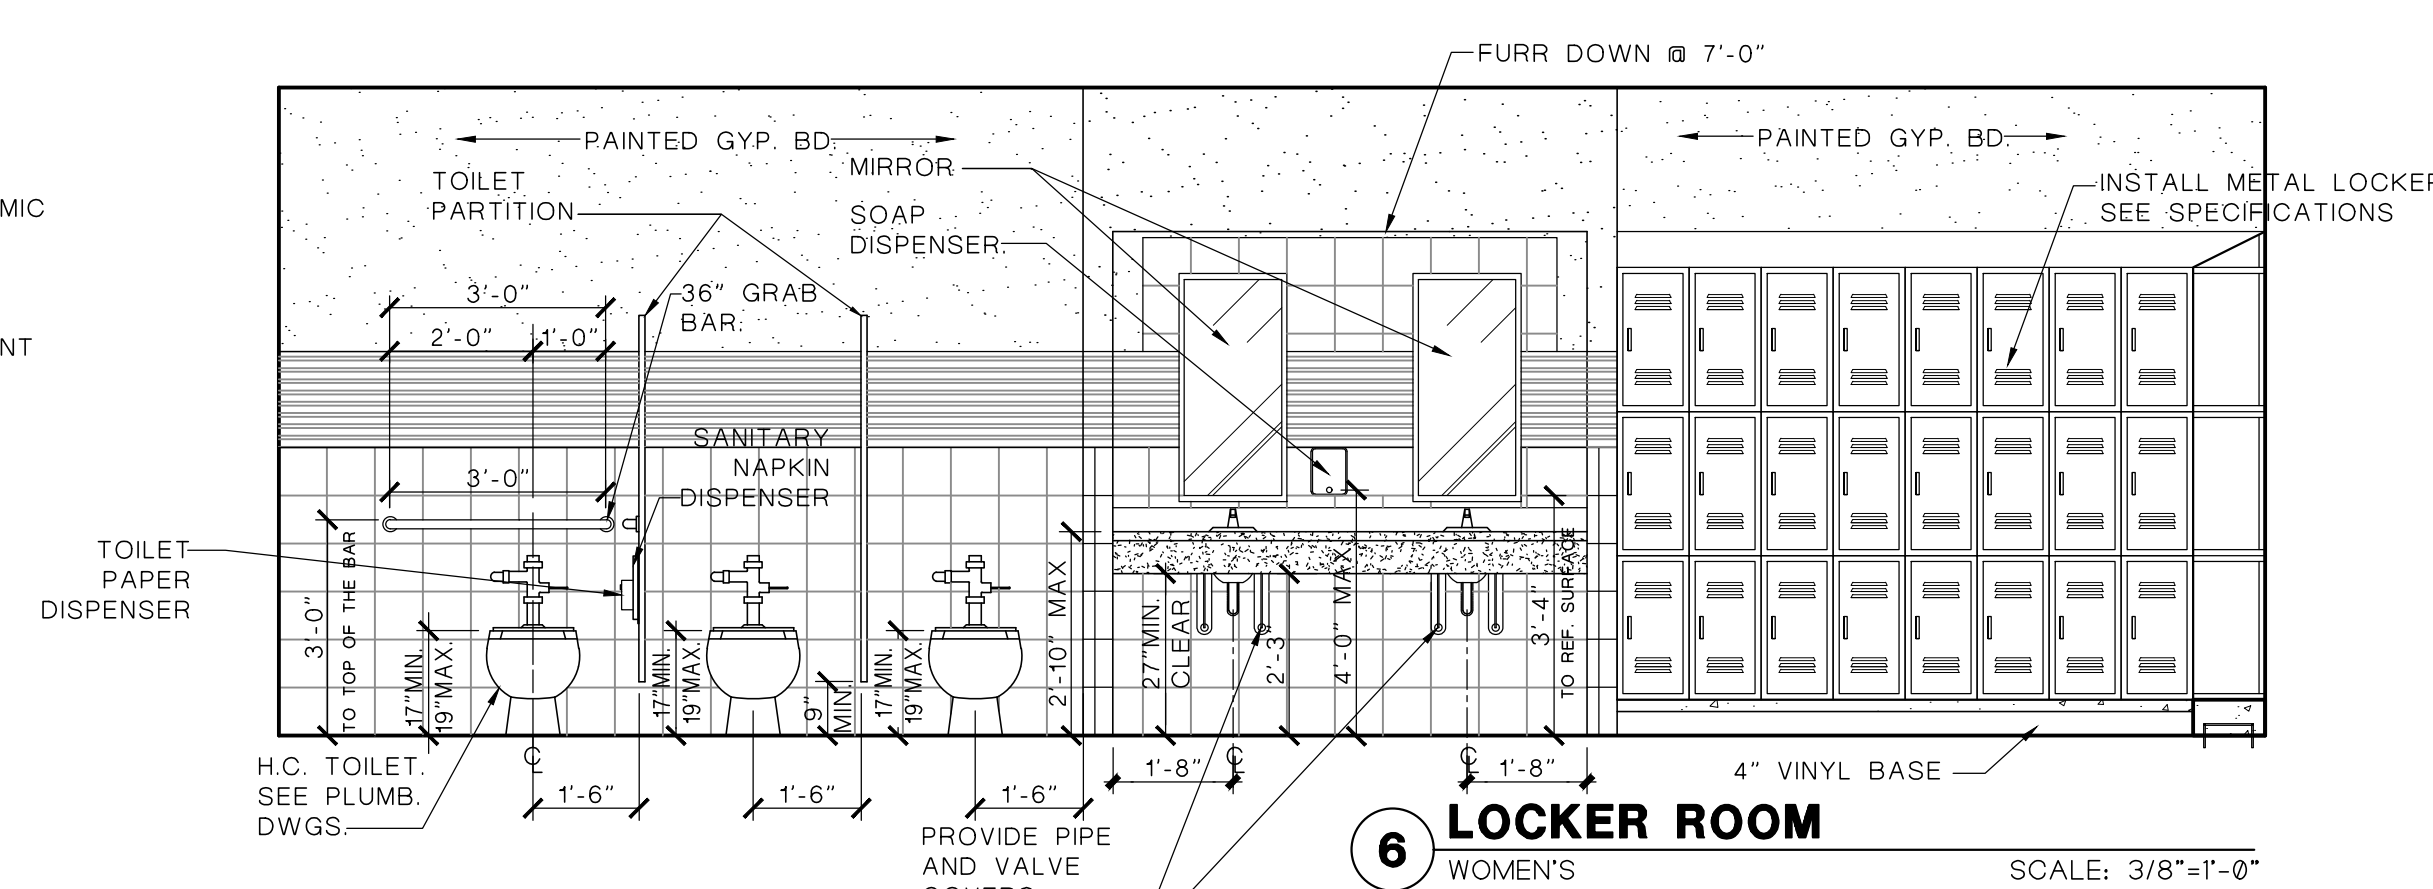 FURR DOWN @ 7'-0"
PAINTED GYP. BD.
PAINTED GYP. BD.
MIRROR
TOILET
PARTITION
INSTALL METAL LOCKER
SEE SPECIFICATIONS
MIC
SOAP
DISPENSER.
3'-0"
36" GRAB
BAR.
2'-0"
1'-0"
NT
SANITARY
NAPKIN
DISPENSER
3'-0"
TOILET
PAPER
DISPENSER
3'-0"
TO TOP OF THE BAR
17"MIN.
19"MAX.
17"MIN.
19"MAX.
9"
MIN.
17"MIN.
19"MAX.
2'-10" MAX
27"MIN.
CLEAR
2'-3"
4'-0" MAX
3'-4"
TO REF. SURFACE
H.C. TOILET.
SEE PLUMB.
DWGS.
CL
CL
CL
1'-6"
1'-6"
1'-6"
1'-8"
1'-8"
4" VINYL BASE
PROVIDE PIPE
AND VALVE
6
LOCKER ROOM
WOMEN'S
SCALE: 3/8"=1'-0"